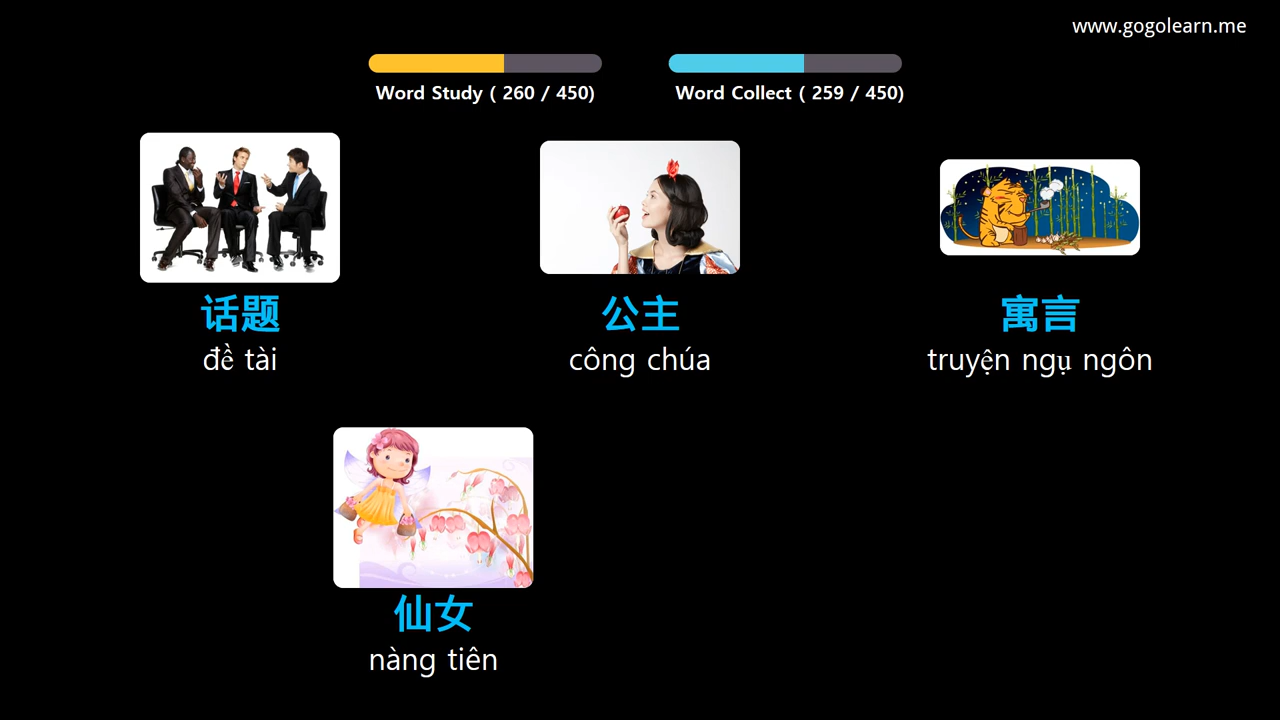 www.gogolearn.me
Word Study ( 260 / 450)
Word Collect ( 259 / 450)
话题
đề tài
公主
công chúa
寓言
truyện ngụ ngôn
仙女
nàng tiên